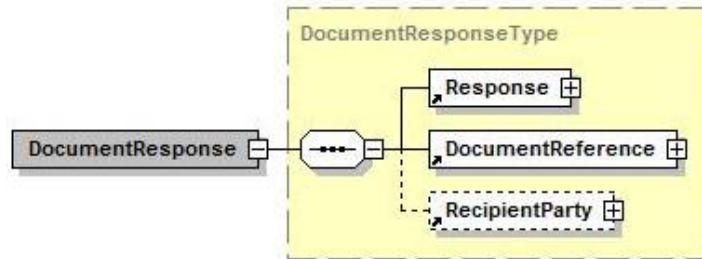 DocumentResponseType
Response
DocumentResponse
DocumentReference
RecipientParty